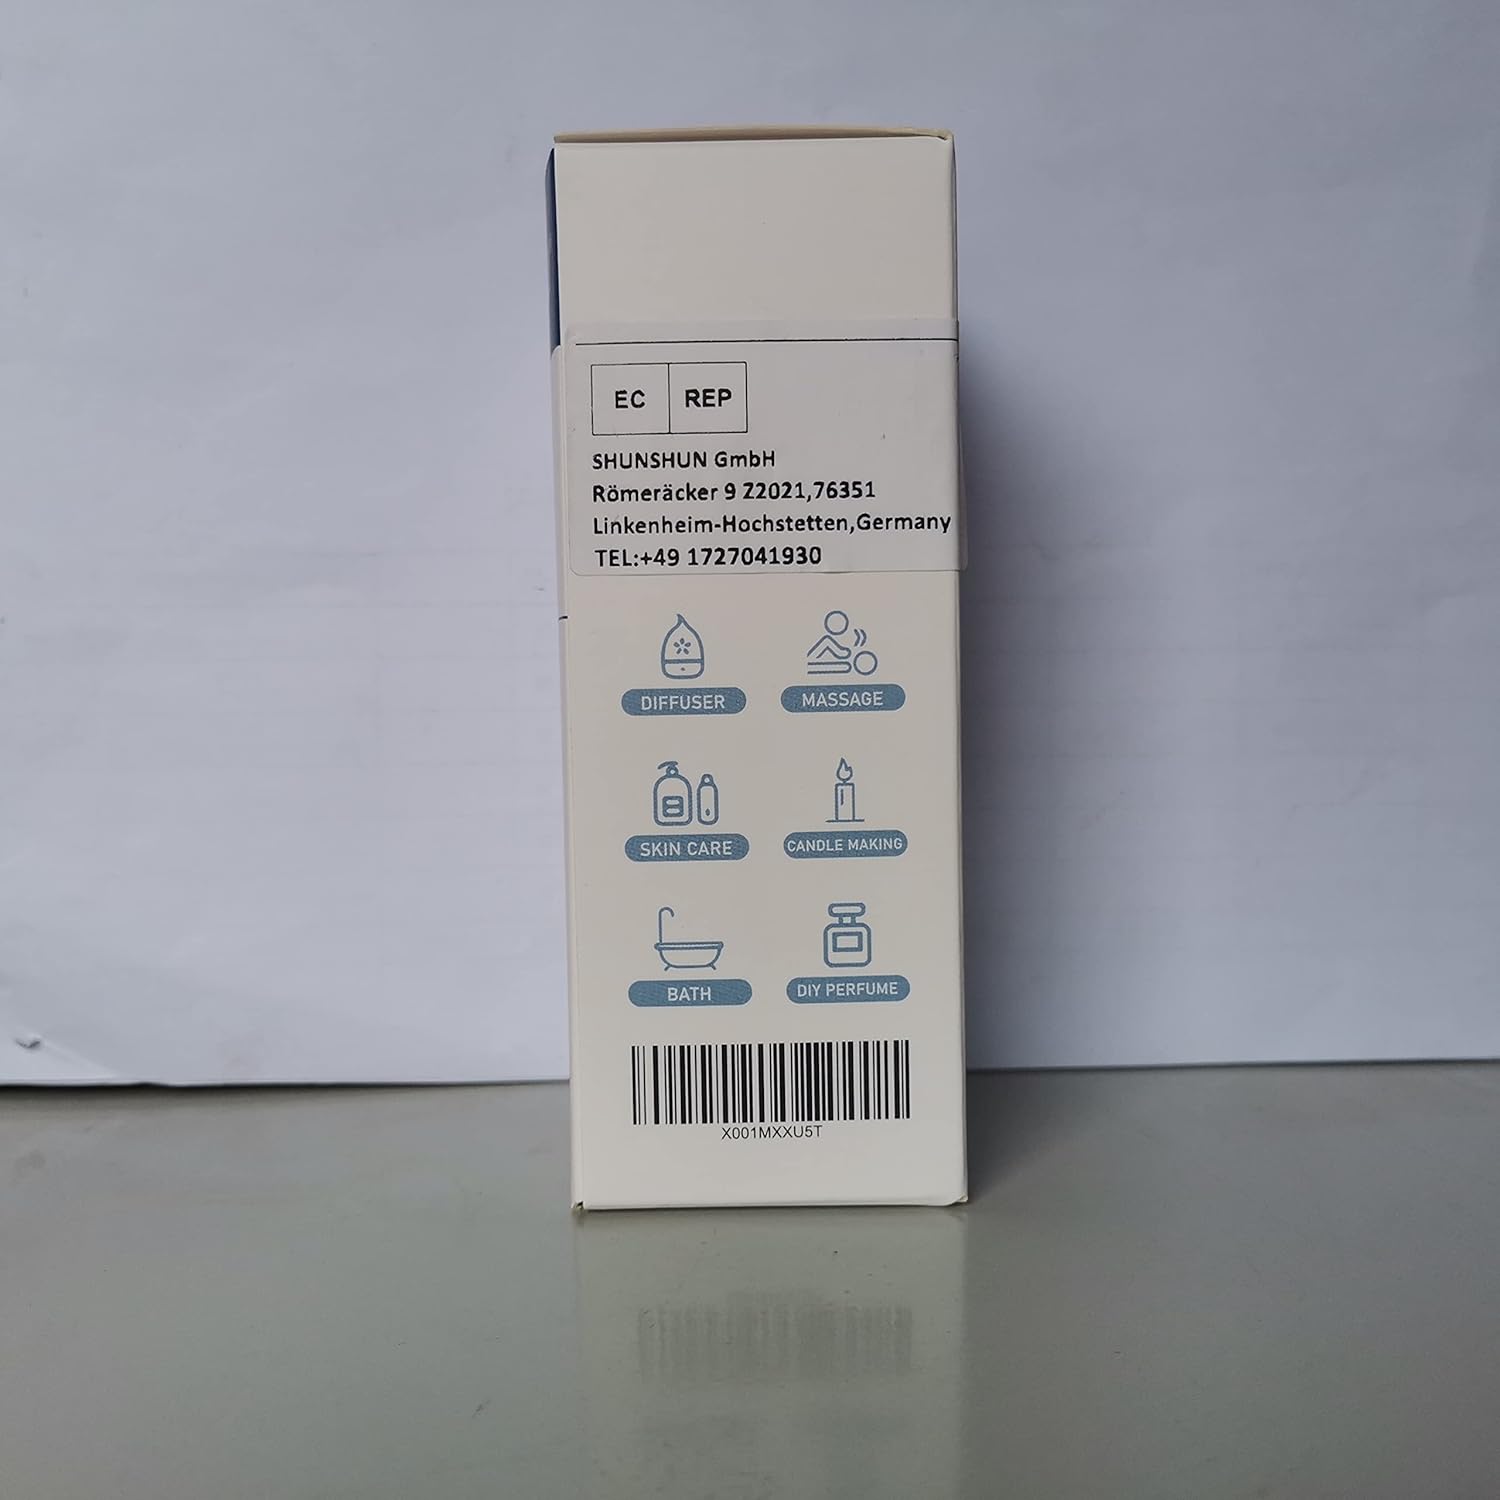 EC REP
SHUNSHUN GmbH
Römeräcker 9 Z2021,76351
Linkenheim-Hochstetten,Germany
TEL:+49 1727041930
DIFFUSER MASSAGE
SKIN CARE CANDLE MAKING
BATH DIY PERFUME
X001MXXU5T